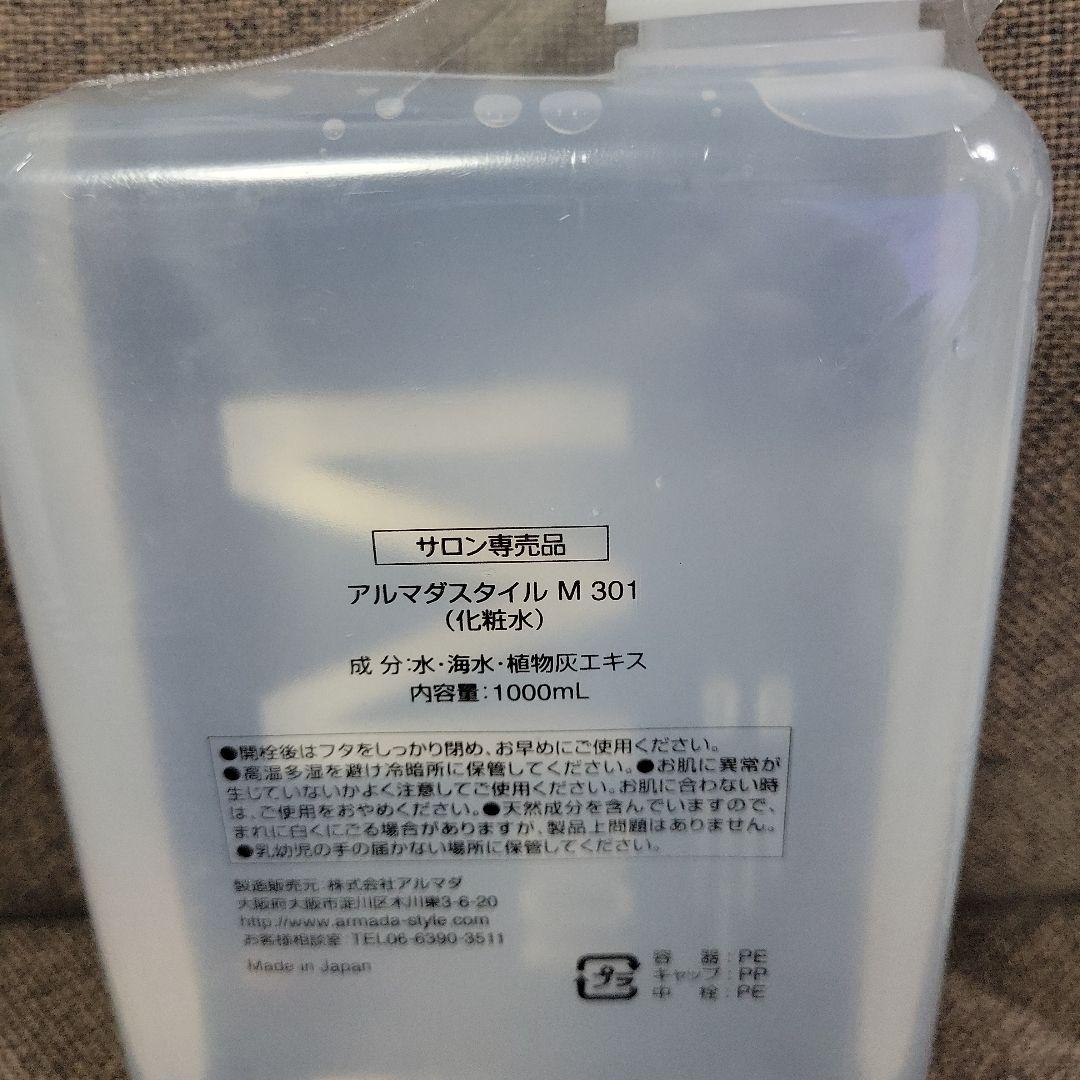 サロン専売品
アルマダスタイル M 301
（化粧水）
成 分：水・海水・植物灰エキス
内容量：1000mL
●開栓後はフタをしっかり閉め、お早めにご使用ください。
●高温多湿を避け冷暗所に保管してください。●お肌に異常が
生じていないかよく注意してご使用ください。お肌に合わない時
は、ご使用をおやめください。●天然成分を含んでいますので、
まれに白くにごる場合がありますが、製品上問題はありません。
●乳幼児の手の届かない場所に保管してください。
製造販売元：株式会社アルマダ
大阪府大阪市淀川区木川東3-6-20
http://www.armada-style.com
お客様相談室：TEL06-6390-3511
Made in Japan
プラ
容 器：PE
キャップ：PP
中 栓：PE